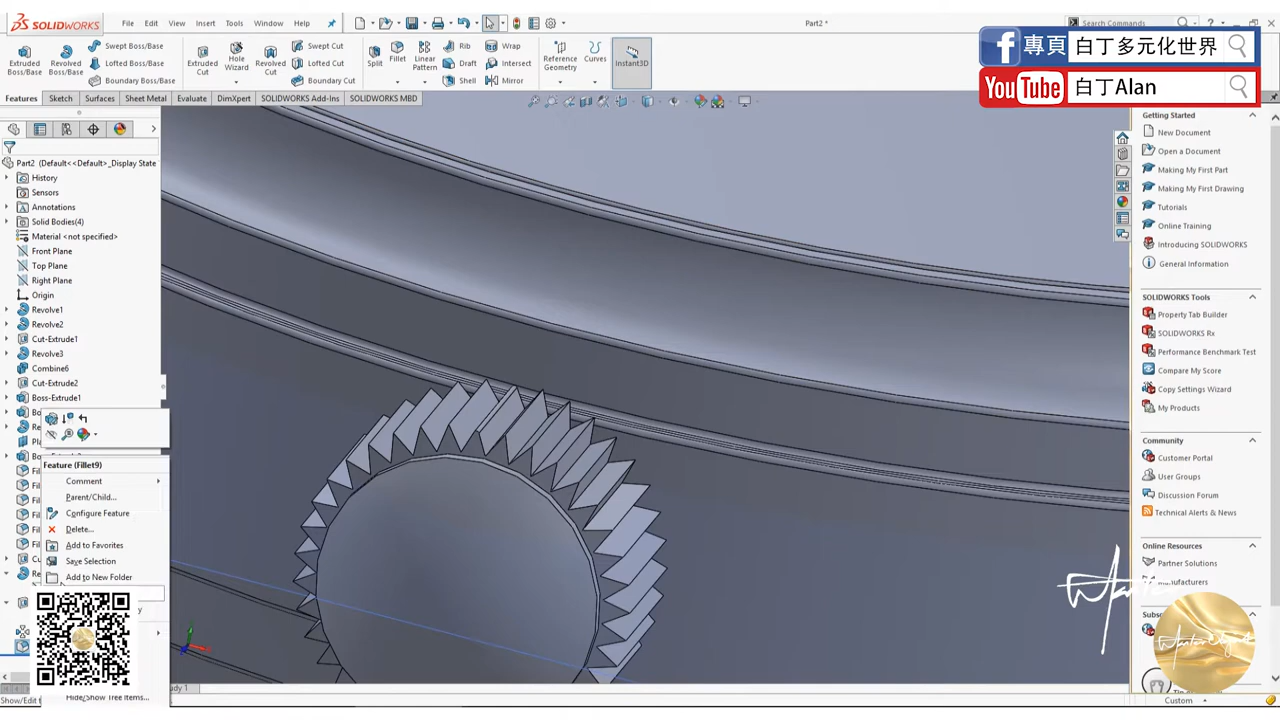 SOLIDWORKS
File
Edit
View
Insert
Tools
Window
Help
Part2 *
Search Commands
Extruded Boss/Base
Revolved Boss/Base
Swept Boss/Base
Lofted Boss/Base
Boundary Boss/Base
Extruded Cut
Hole Wizard
Revolved Cut
Swept Cut
Lofted Cut
Boundary Cut
Split
Fillet
Linear Pattern
Rib
Draft
Shell
Wrap
Intersect
Mirror
Reference Geometry
Curves
Instant3D
f 專頁 白丁多元化世界
YouTube 白丁Alan
Features
Sketch
Surfaces
Sheet Metal
Evaluate
DimXpert
SOLIDWORKS Add-Ins
SOLIDWORKS MBD
Part2 (Default<<Default>_Display State
History
Sensors
Annotations
Solid Bodies(4)
Material <not specified>
Front Plane
Top Plane
Right Plane
Origin
Revolve1
Revolve2
Cut-Extrude1
Revolve3
Combine6
Cut-Extrude2
Boss-Extrude1
Feature (Fillet9)
Comment
Parent/Child...
Configure Feature
Delete...
Add to Favorites
Save Selection
Add to New Folder
Hide/Show Tree Items...
Getting Started
New Document
Open a Document
Making My First Part
Making My First Drawing
Tutorials
Online Training
Introducing SOLIDWORKS
General Information
SOLIDWORKS Tools
Property Tab Builder
SOLIDWORKS Rx
Performance Benchmark Test
Compare My Score
Copy Settings Wizard
My Products
Community
Customer Portal
User Groups
Discussion Forum
Technical Alerts & News
Online Resources
Partner Solutions
Manufacturers
Custom